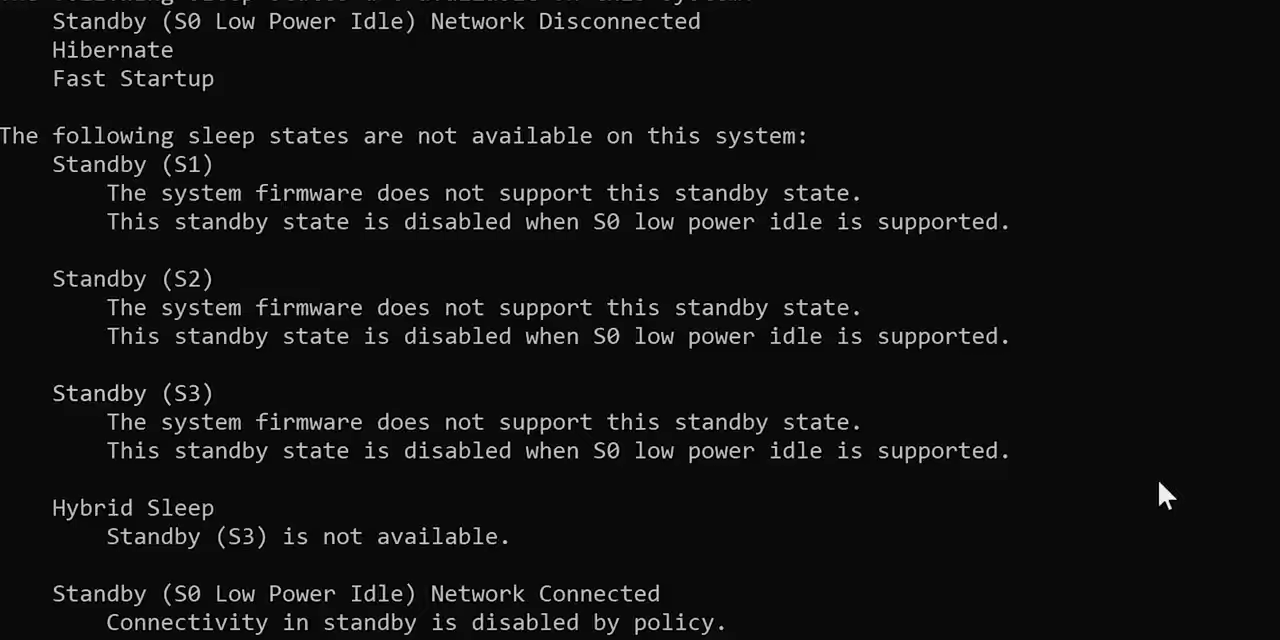 Standby (S0 Low Power Idle) Network Disconnected
Hibernate
Fast Startup
The following sleep states are not available on this system:
Standby (S1)
The system firmware does not support this standby state.
This standby state is disabled when S0 low power idle is supported.
Standby (S2)
The system firmware does not support this standby state.
This standby state is disabled when S0 low power idle is supported.
Standby (S3)
The system firmware does not support this standby state.
This standby state is disabled when S0 low power idle is supported.
Hybrid Sleep
Standby (S3) is not available.
Standby (S0 Low Power Idle) Network Connected
Connectivity in standby is disabled by policy.